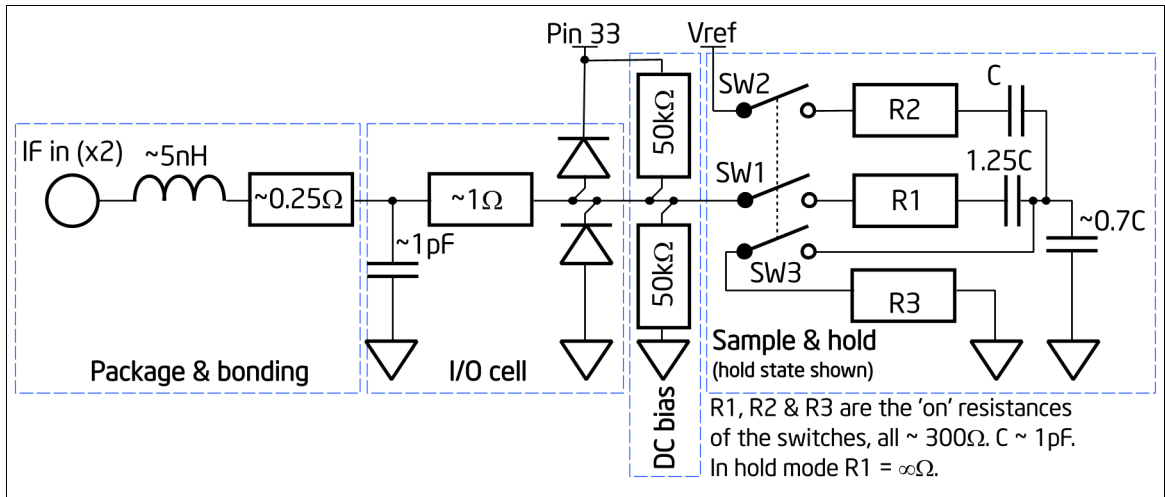 Pin 33
Vref
SW2
C
R2
50kΩ
IF in (x2)
~5nH
~0.25Ω
~1Ω
SW1
1.25C
R1
~1pF
~0.7C
50kΩ
SW3
R3
Package & bonding
I/O cell
DC bias
Sample & hold
(hold state shown)
R1, R2 & R3 are the 'on' resistances
of the switches, all ~ 300Ω. C ~ 1pF.
In hold mode R1 = ∞Ω.